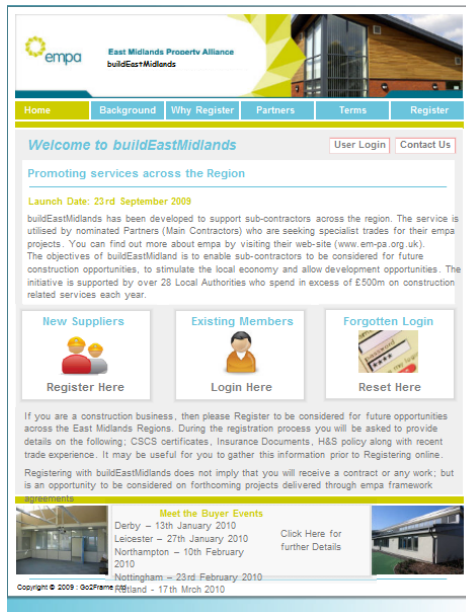 empa
East Midlands Property Alliance
buildEastMidlands
Home Background Why Register Partners Terms Register
Welcome to buildEastMidlands
User Login Contact Us
Promoting services across the Region
Launch Date: 23rd September 2009
buildEastMidlands has been developed to support sub-contractors across the region. The service is
utilised by nominated Partners (Main Contractors) who are seeking specialist trades for their empa
projects. You can find out more about empa by visiting their web-site (www.em-pa.org.uk).
The objectives of buildEastMidland is to enable sub-contractors to be considered for future
construction opportunities, to stimulate the local economy and allow development opportunities. The
initiative is supported by over 28 Local Authorities who spend in excess of £500m on construction
related services each year.
New Suppliers Existing Members Forgotten Login
Password
Register Here Login Here Reset Here
If you are a construction business, then please Register to be considered for future opportunities
across the East Midlands Regions. During the registration process you will be asked to provide
details on the following; CSCS certificates, Insurance Documents, H&S policy along with recent
trade experience. It may be useful for you to gather this information prior to Registering online.
Registering with buildEastMidlands does not imply that you will receive a contract or any work; but
is an opportunity to be considered on forthcoming projects delivered through empa framework
agreements
Meet the Buyer Events
Derby – 13th January 2010
Leicester – 27th January 2010
Northampton – 10th February
2010
Nottingham – 23rd February 2010
Rutland - 17th Mrch 2010
Click Here for
further Details
Copyright © 2009 : Go2Frame Ltd